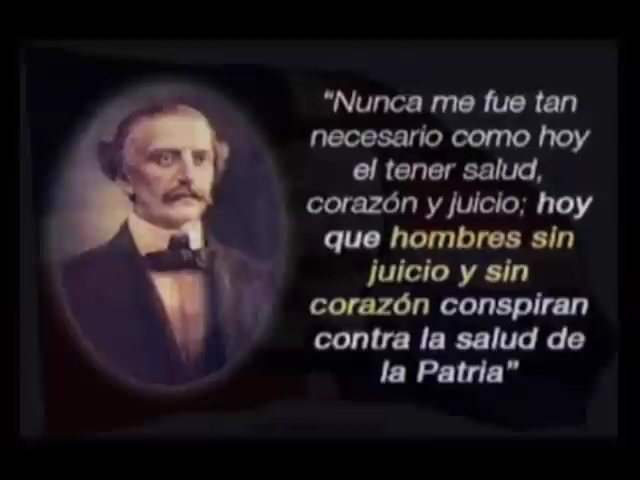 “Nunca me fue tan
necesario como hoy
el tener salud,
corazón y juicio; hoy
que hombres sin
juicio y sin
corazón conspiran
contra la salud de
la Patria”